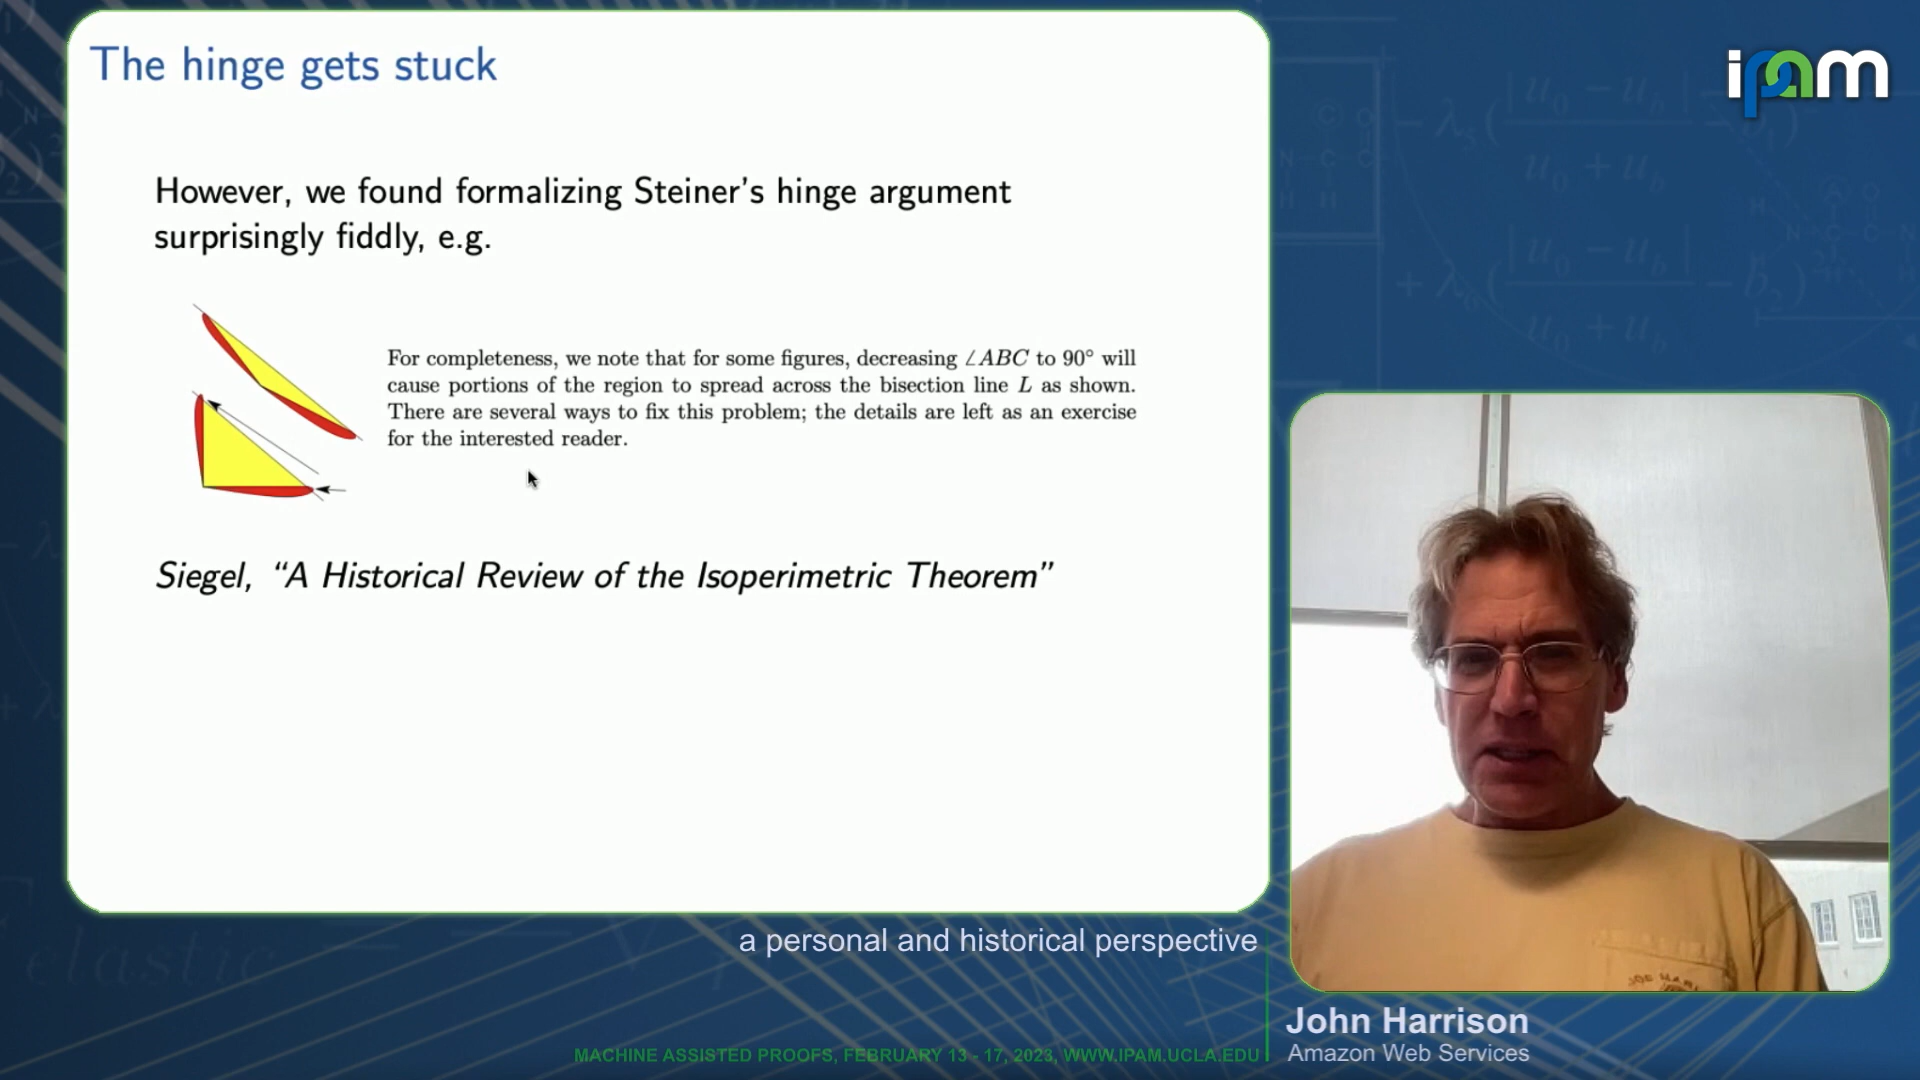 The hinge gets stuck
ipam
However, we found formalizing Steiner's hinge argument
surprisingly fiddly, e.g.
For completeness, we note that for some figures, decreasing ∠ABC to 90° will
cause portions of the region to spread across the bisection line L as shown.
There are several ways to fix this problem; the details are left as an exercise
for the interested reader.
Siegel, “A Historical Review of the Isoperimetric Theorem”
a personal and historical perspective
John Harrison
Amazon Web Services
MACHINE ASSISTED PROOFS, FEBRUARY 13 - 17, 2023, WWW.IPAM.UCLA.EDU
elastic